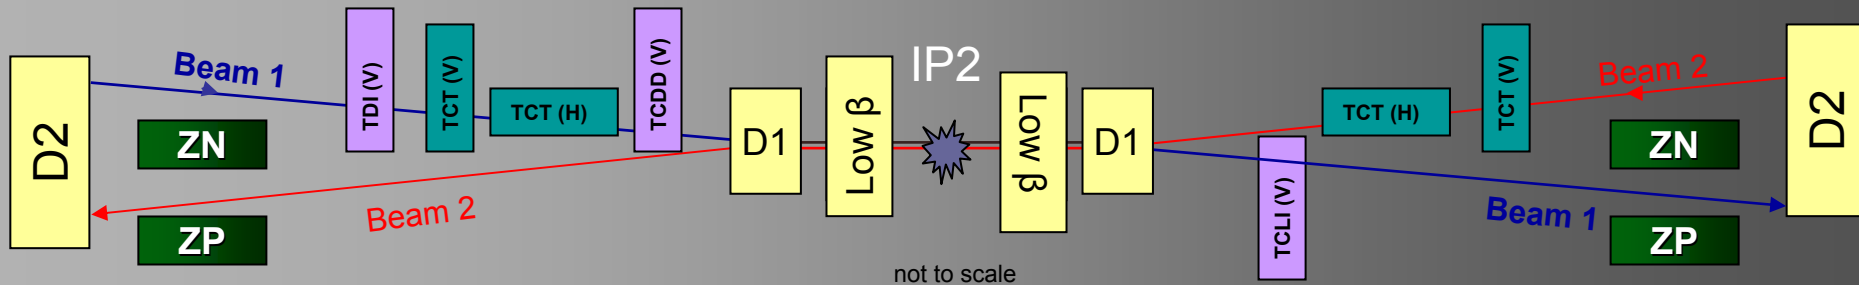 D2
Beam 1
ZN
ZP
Beam 2
TDI (V)
TCT (V)
TCT (H)
TCDD (V)
D1
Low β
IP2
Low β
D1
not to scale
TCLI (V)
TCT (H)
TCT (V)
Beam 2
ZN
Beam 1
ZP
D2